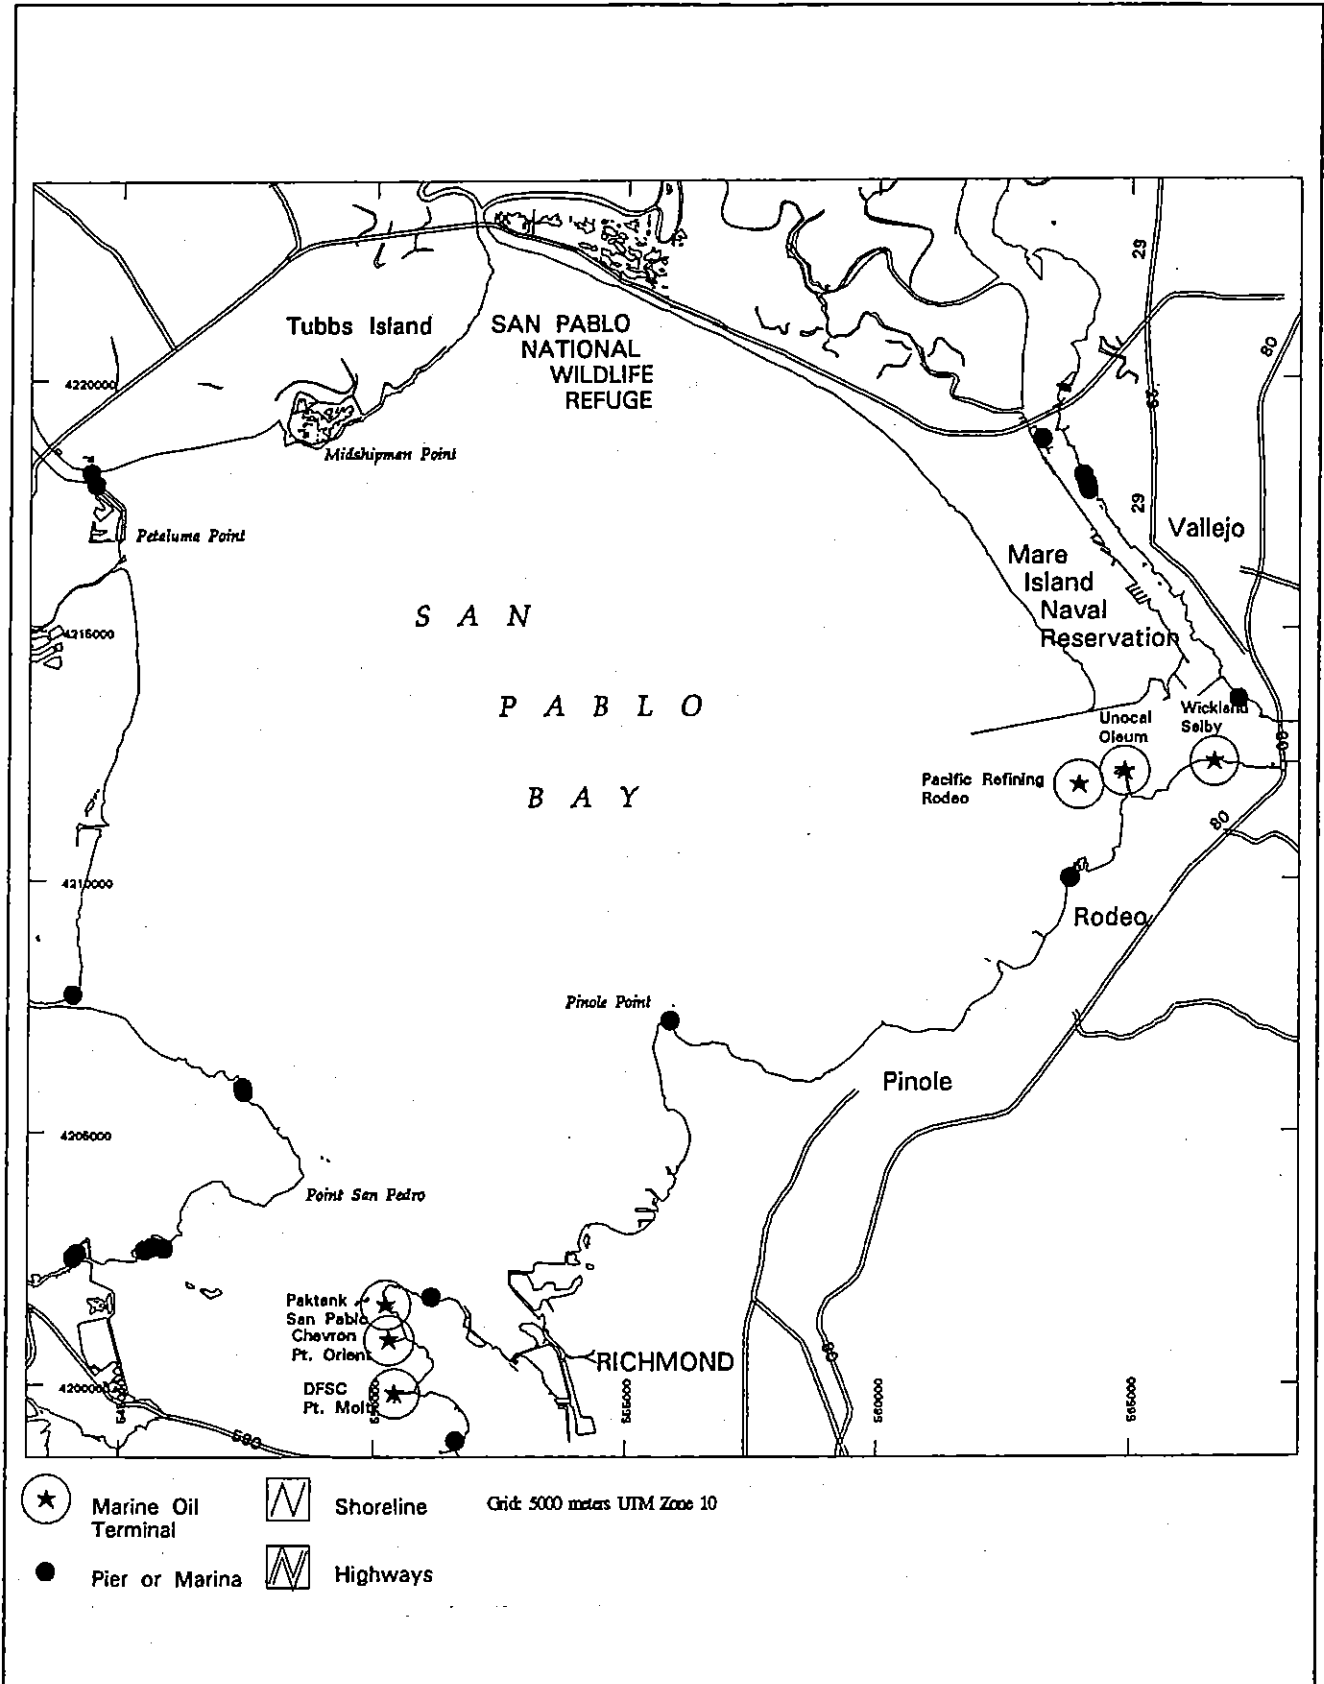 29
80
Tubbs Island
SAN PABLO
NATIONAL
WILDLIFE
REFUGE
4220000
29
Midshipman Point
29
Vallejo
Petaluma Point
Mare
Island
Naval
Reservation
S A N
4215000
P A B L O
Unocal
Oleum
Wickland
Selby
80
Pacific Refining
Rodeo
B A Y
80
4210000
Rodeo
Pinole Point
Pinole
4205000
Point San Pedro
Paktank
San Pablo
Chevron
Pt. Orient
RICHMOND
80
DFSC
Pt. Molt
4200000
555000
560000
565000
580
Marine Oil
Terminal
Shoreline
Grid: 5000 meters UTM Zone 10
Pier or Marina
Highways